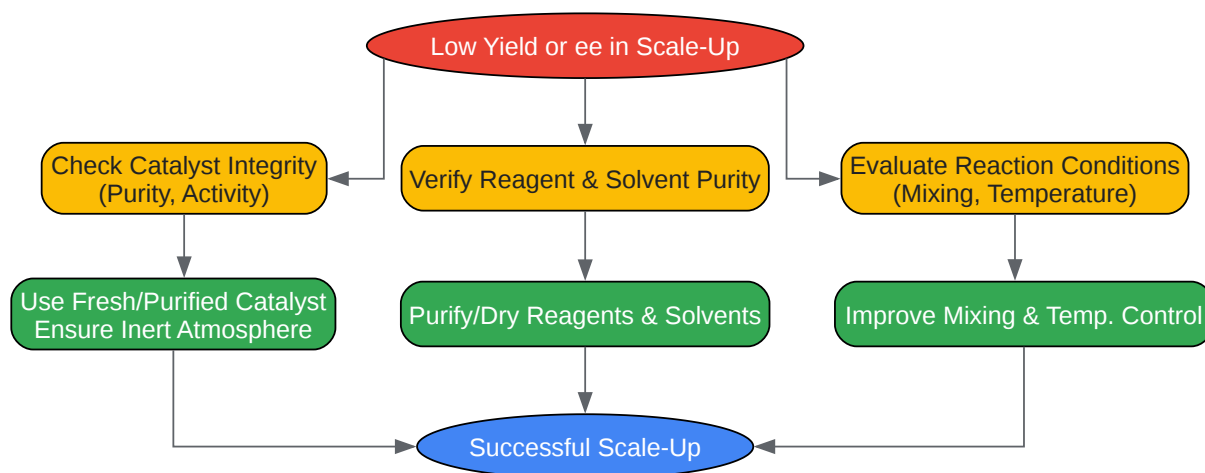 Low Yield or ee in Scale-Up
Check Catalyst Integrity
(Purity, Activity)
Verify Reagent & Solvent Purity
Evaluate Reaction Conditions
(Mixing, Temperature)
Use Fresh/Purified Catalyst
Ensure Inert Atmosphere
Purify/Dry Reagents & Solvents
Improve Mixing & Temp. Control
Successful Scale-Up